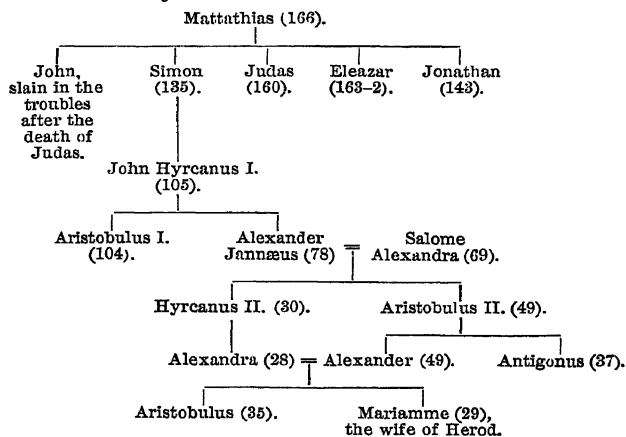 Mattathias (166).
John, Simon Judas Eleazar Jonathan
slain in the (135). (160). (163-2). (143).
troubles
after the
death of
Judas.
John Hyrcanus I.
(105).
Aristobulus I. Alexander Salome
(104). Jannæus (78) = Alexandra (69).
Hyrcanus II. (30). Aristobulus II. (49).
Alexandra (28) = Alexander (49). Antigonus (37).
Aristobulus (35). Mariamme (29),
the wife of Herod.